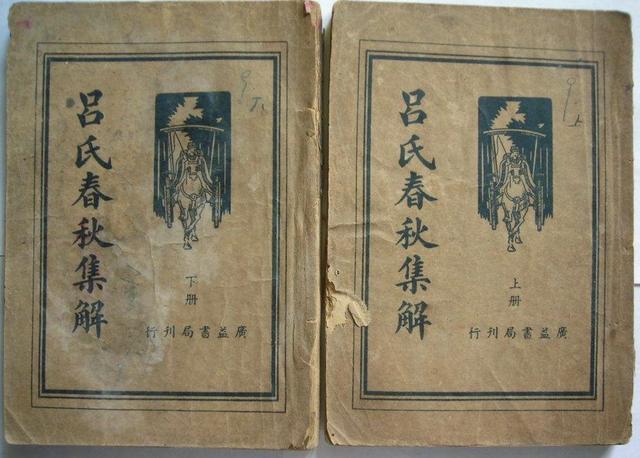 呂氏春秋集解
下册
廣益書局刊行
呂氏春秋集解
上册
廣益書局刊行